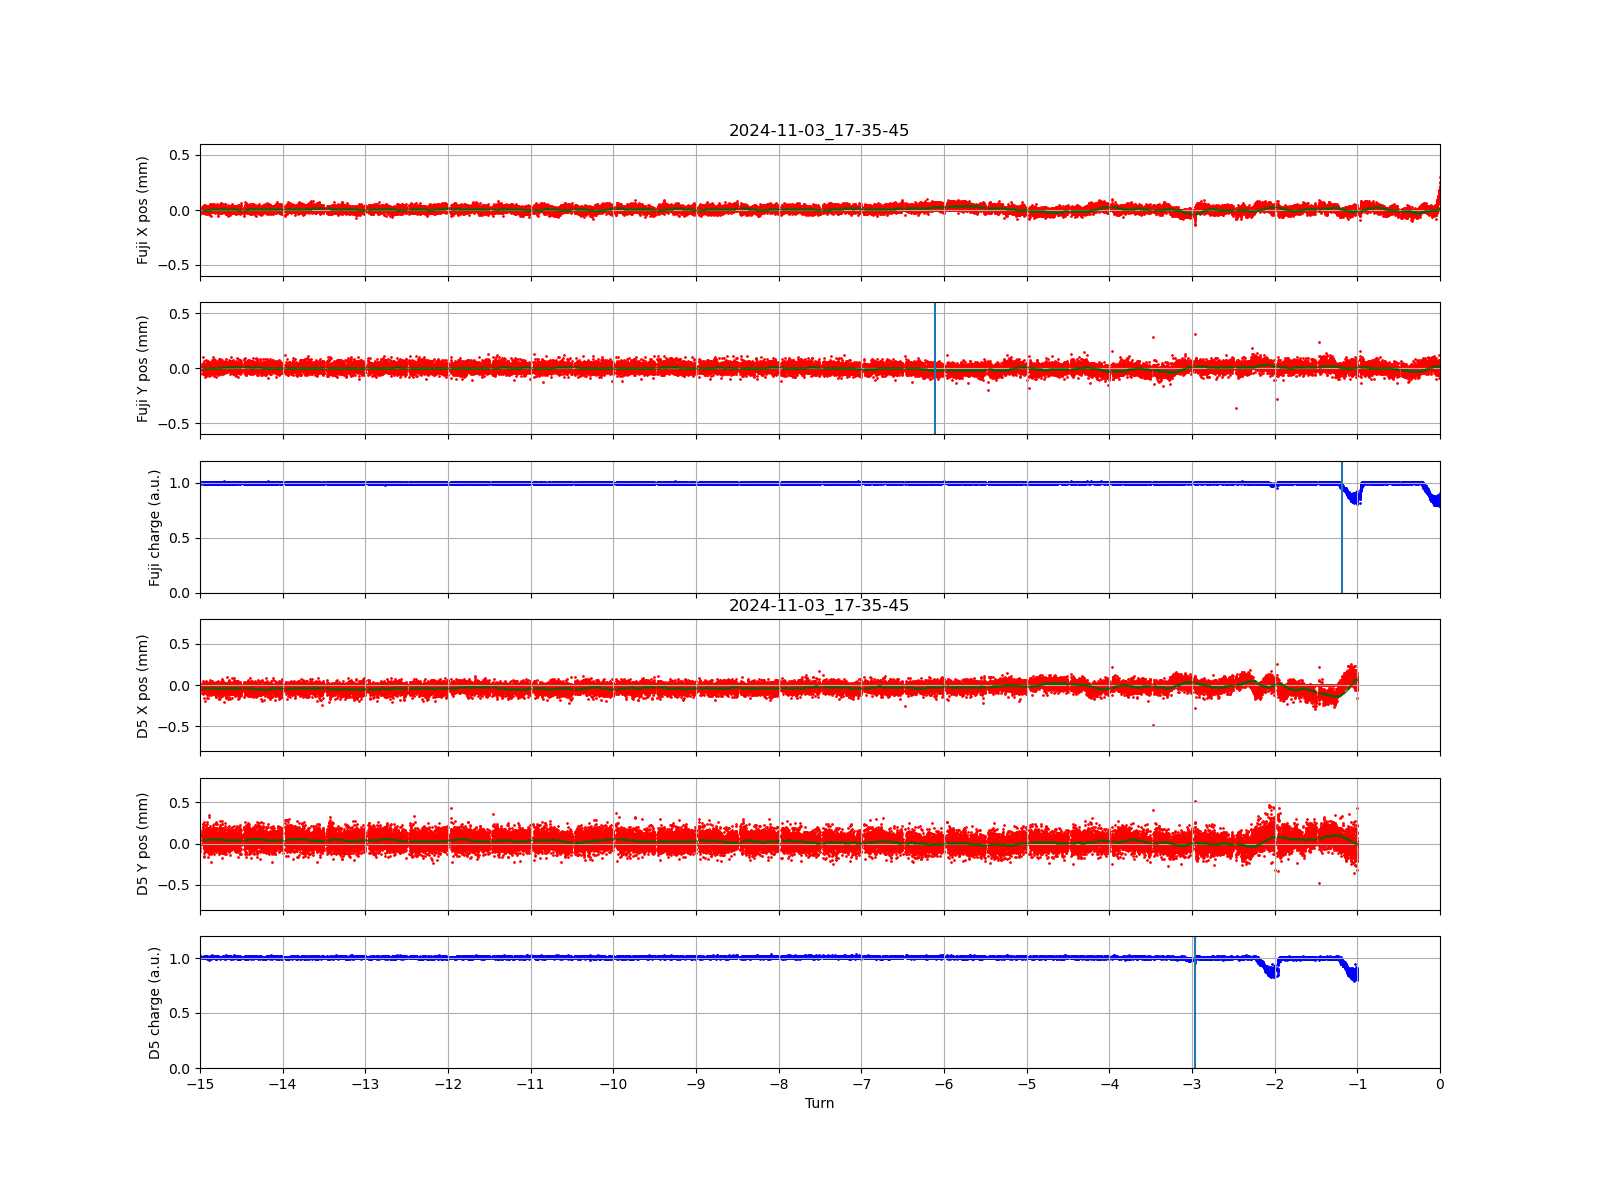 2024-11-03_17-35-45
Fuji X pos (mm)
0.5
0.0
−0.5
Fuji Y pos (mm)
0.5
0.0
−0.5
Fuji charge (a.u.)
1.0
0.5
0.0
2024-11-03_17-35-45
D5 X pos (mm)
0.5
0.0
−0.5
D5 Y pos (mm)
0.5
0.0
−0.5
D5 charge (a.u.)
1.0
0.5
0.0
−15 −14 −13 −12 −11 −10 −9 −8 −7 −6 −5 −4 −3 −2 −1 0
Turn